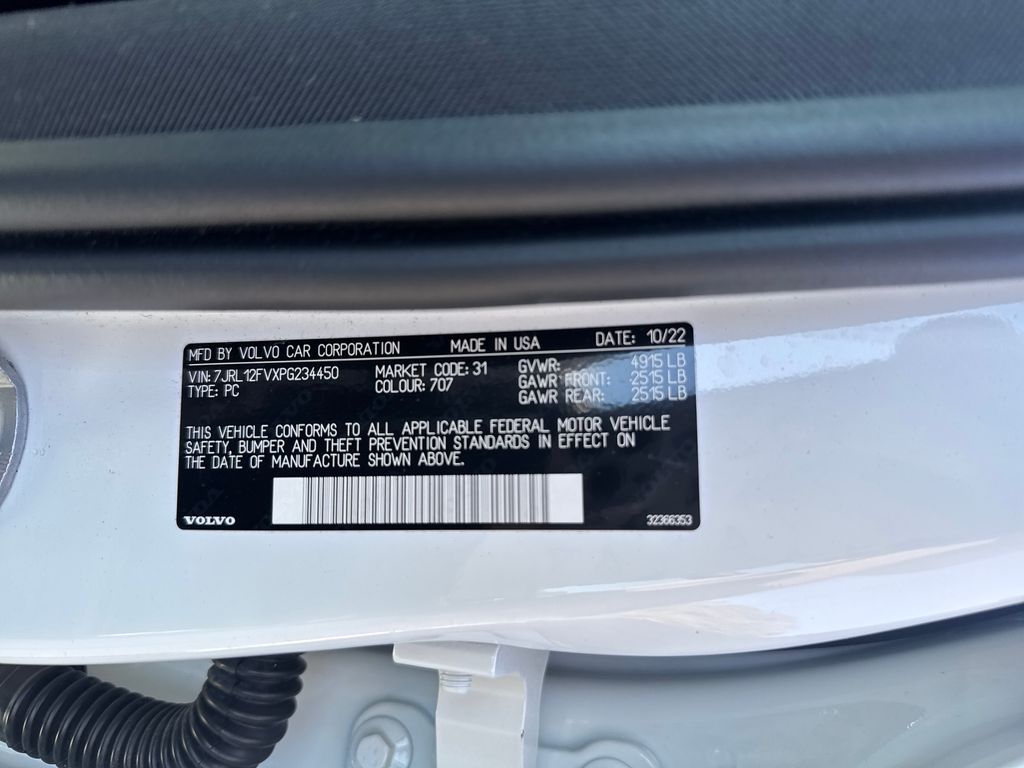 MFD BY VOLVO CAR CORPORATION MADE IN USA DATE: 10/22
VIN: 7JRL12FVXPG234450 MARKET CODE: 31 GVWR: 4915 LB
TYPE: PC COLOUR: 707 GAWR FRONT: 2515 LB
GAWR REAR: 2515 LB
THIS VEHICLE CONFORMS TO ALL APPLICABLE FEDERAL MOTOR VEHICLE
SAFETY, BUMPER AND THEFT PREVENTION STANDARDS IN EFFECT ON
THE DATE OF MANUFACTURE SHOWN ABOVE.
VOLVO 32366353